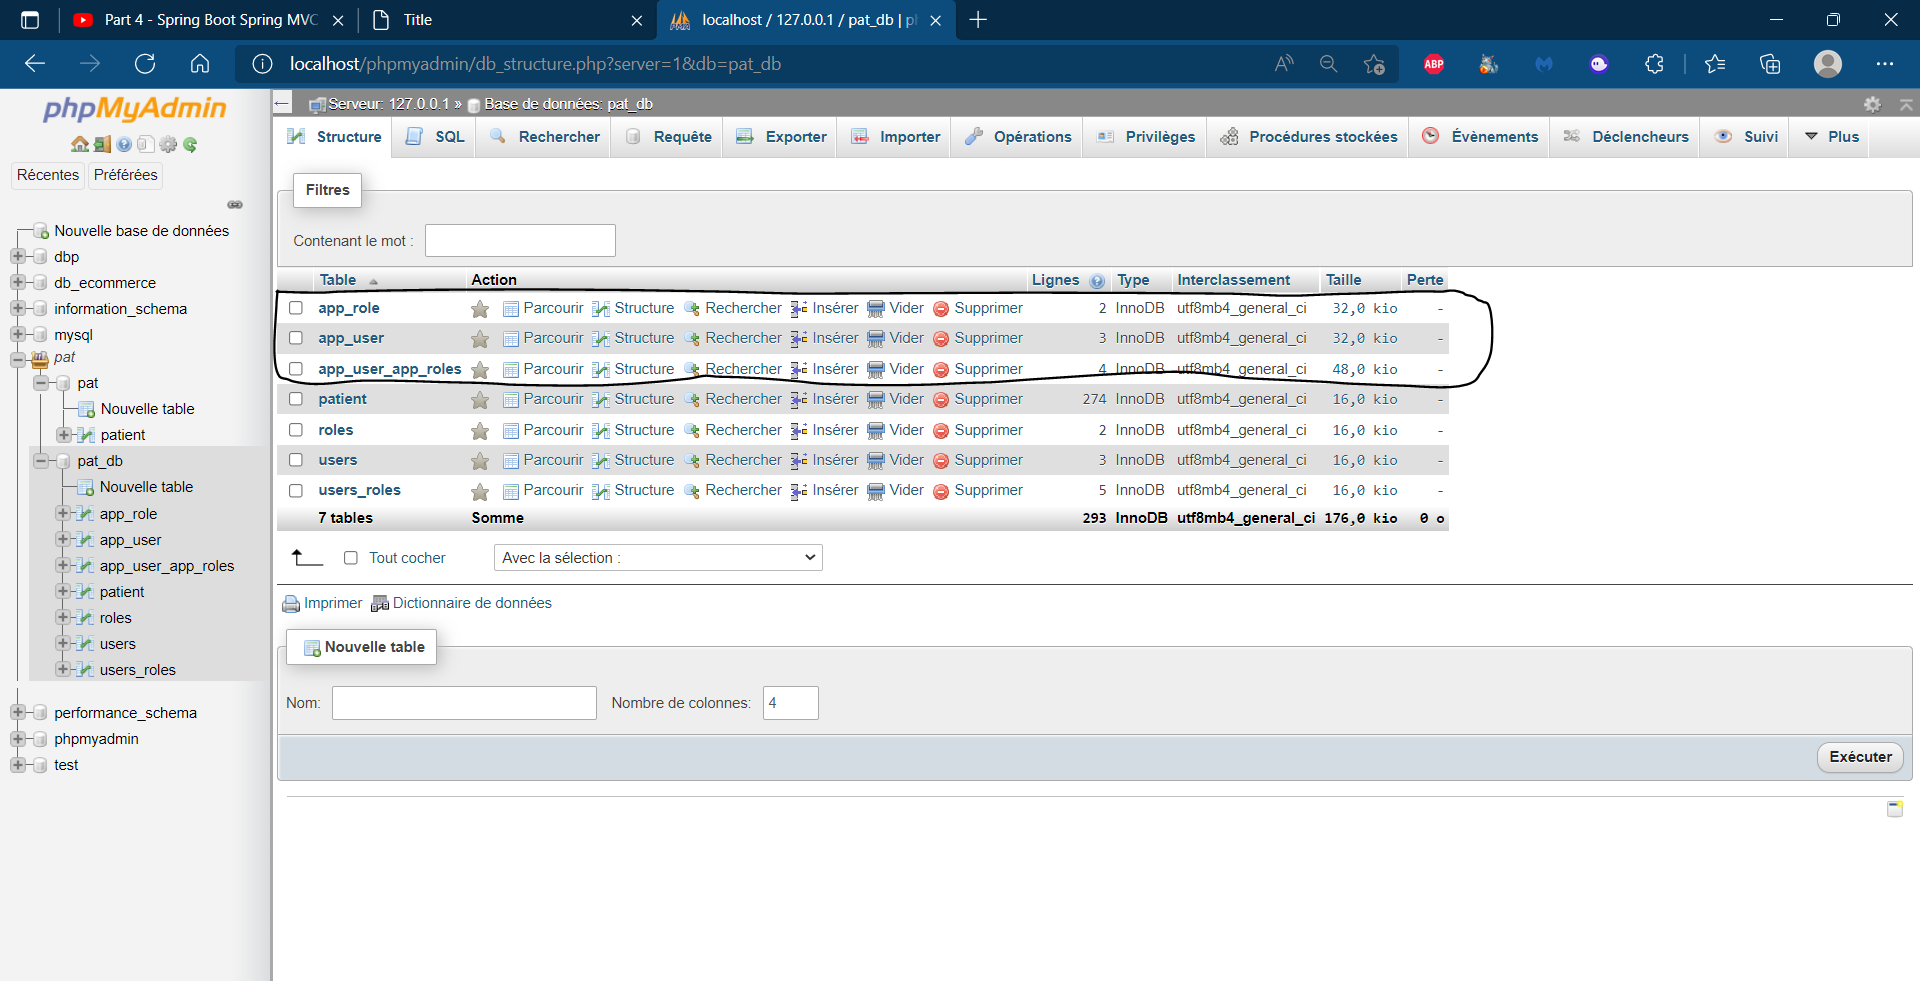 Part 4 - Spring Boot Spring MVC
Title
localhost / 127.0.0.1 / pat_db | ph
localhost/phpmyadmin/db_structure.php?server=1&db=pat_db
ABP
phpMyAdmin
Récentes Préférées
Nouvelle base de données
dbp
db_ecommerce
information_schema
mysql
pat
pat
Nouvelle table
patient
pat_db
Nouvelle table
app_role
app_user
app_user_app_roles
patient
roles
users
users_roles
performance_schema
phpmyadmin
test
Serveur: 127.0.0.1 » Base de données: pat_db
Structure SQL Rechercher Requête Exporter Importer Opérations Privilèges Procédures stockées Évènements Déclencheurs Suivi Plus
Filtres
Contenant le mot :
Table Action Lignes Type Interclassement Taille Perte
app_role Parcourir Structure Rechercher Insérer Vider Supprimer 2 InnoDB utf8mb4_general_ci 32,0 kio -
app_user Parcourir Structure Rechercher Insérer Vider Supprimer 3 InnoDB utf8mb4_general_ci 32,0 kio -
app_user_app_roles Parcourir Structure Rechercher Insérer Vider Supprimer 4 InnoDB utf8mb4_general_ci 48,0 kio -
patient Parcourir Structure Rechercher Insérer Vider Supprimer 274 InnoDB utf8mb4_general_ci 16,0 kio -
roles Parcourir Structure Rechercher Insérer Vider Supprimer 2 InnoDB utf8mb4_general_ci 16,0 kio -
users Parcourir Structure Rechercher Insérer Vider Supprimer 3 InnoDB utf8mb4_general_ci 16,0 kio -
users_roles Parcourir Structure Rechercher Insérer Vider Supprimer 5 InnoDB utf8mb4_general_ci 16,0 kio -
7 tables Somme 293 InnoDB utf8mb4_general_ci 176,0 kio 0 o
Tout cocher Avec la sélection :
Imprimer Dictionnaire de données
Nouvelle table
Nom: Nombre de colonnes: 4
Exécuter